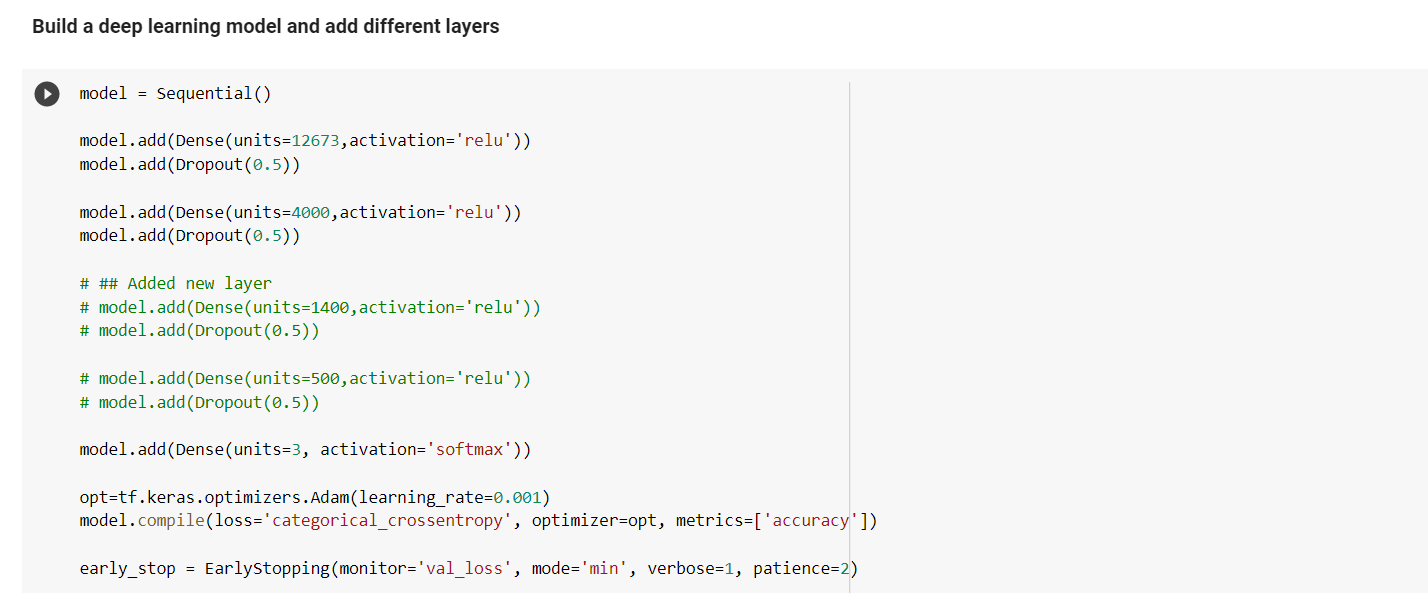 Build a deep learning model and add different layers
model = Sequential()
model.add(Dense(units=12673,activation='relu'))
model.add(Dropout(0.5))
model.add(Dense(units=4000,activation='relu'))
model.add(Dropout(0.5))
# ## Added new layer
# model.add(Dense(units=1400,activation='relu'))
# model.add(Dropout(0.5))
# model.add(Dense(units=500,activation='relu'))
# model.add(Dropout(0.5))
model.add(Dense(units=3, activation='softmax'))
opt=tf.keras.optimizers.Adam(learning_rate=0.001)
model.compile(loss='categorical_crossentropy', optimizer=opt, metrics=['accuracy'])
early_stop = EarlyStopping(monitor='val_loss', mode='min', verbose=1, patience=2)